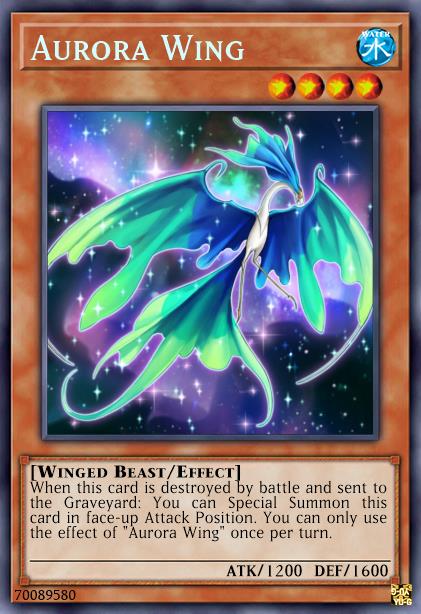 AURORA WING
WATER
水
[WINGED BEAST/EFFECT]
When this card is destroyed by battle and sent to
the Graveyard: You can Special Summon this
card in face-up Attack Position. You can only use
the effect of "Aurora Wing" once per turn.
ATK/1200 DEF/1600
70089580